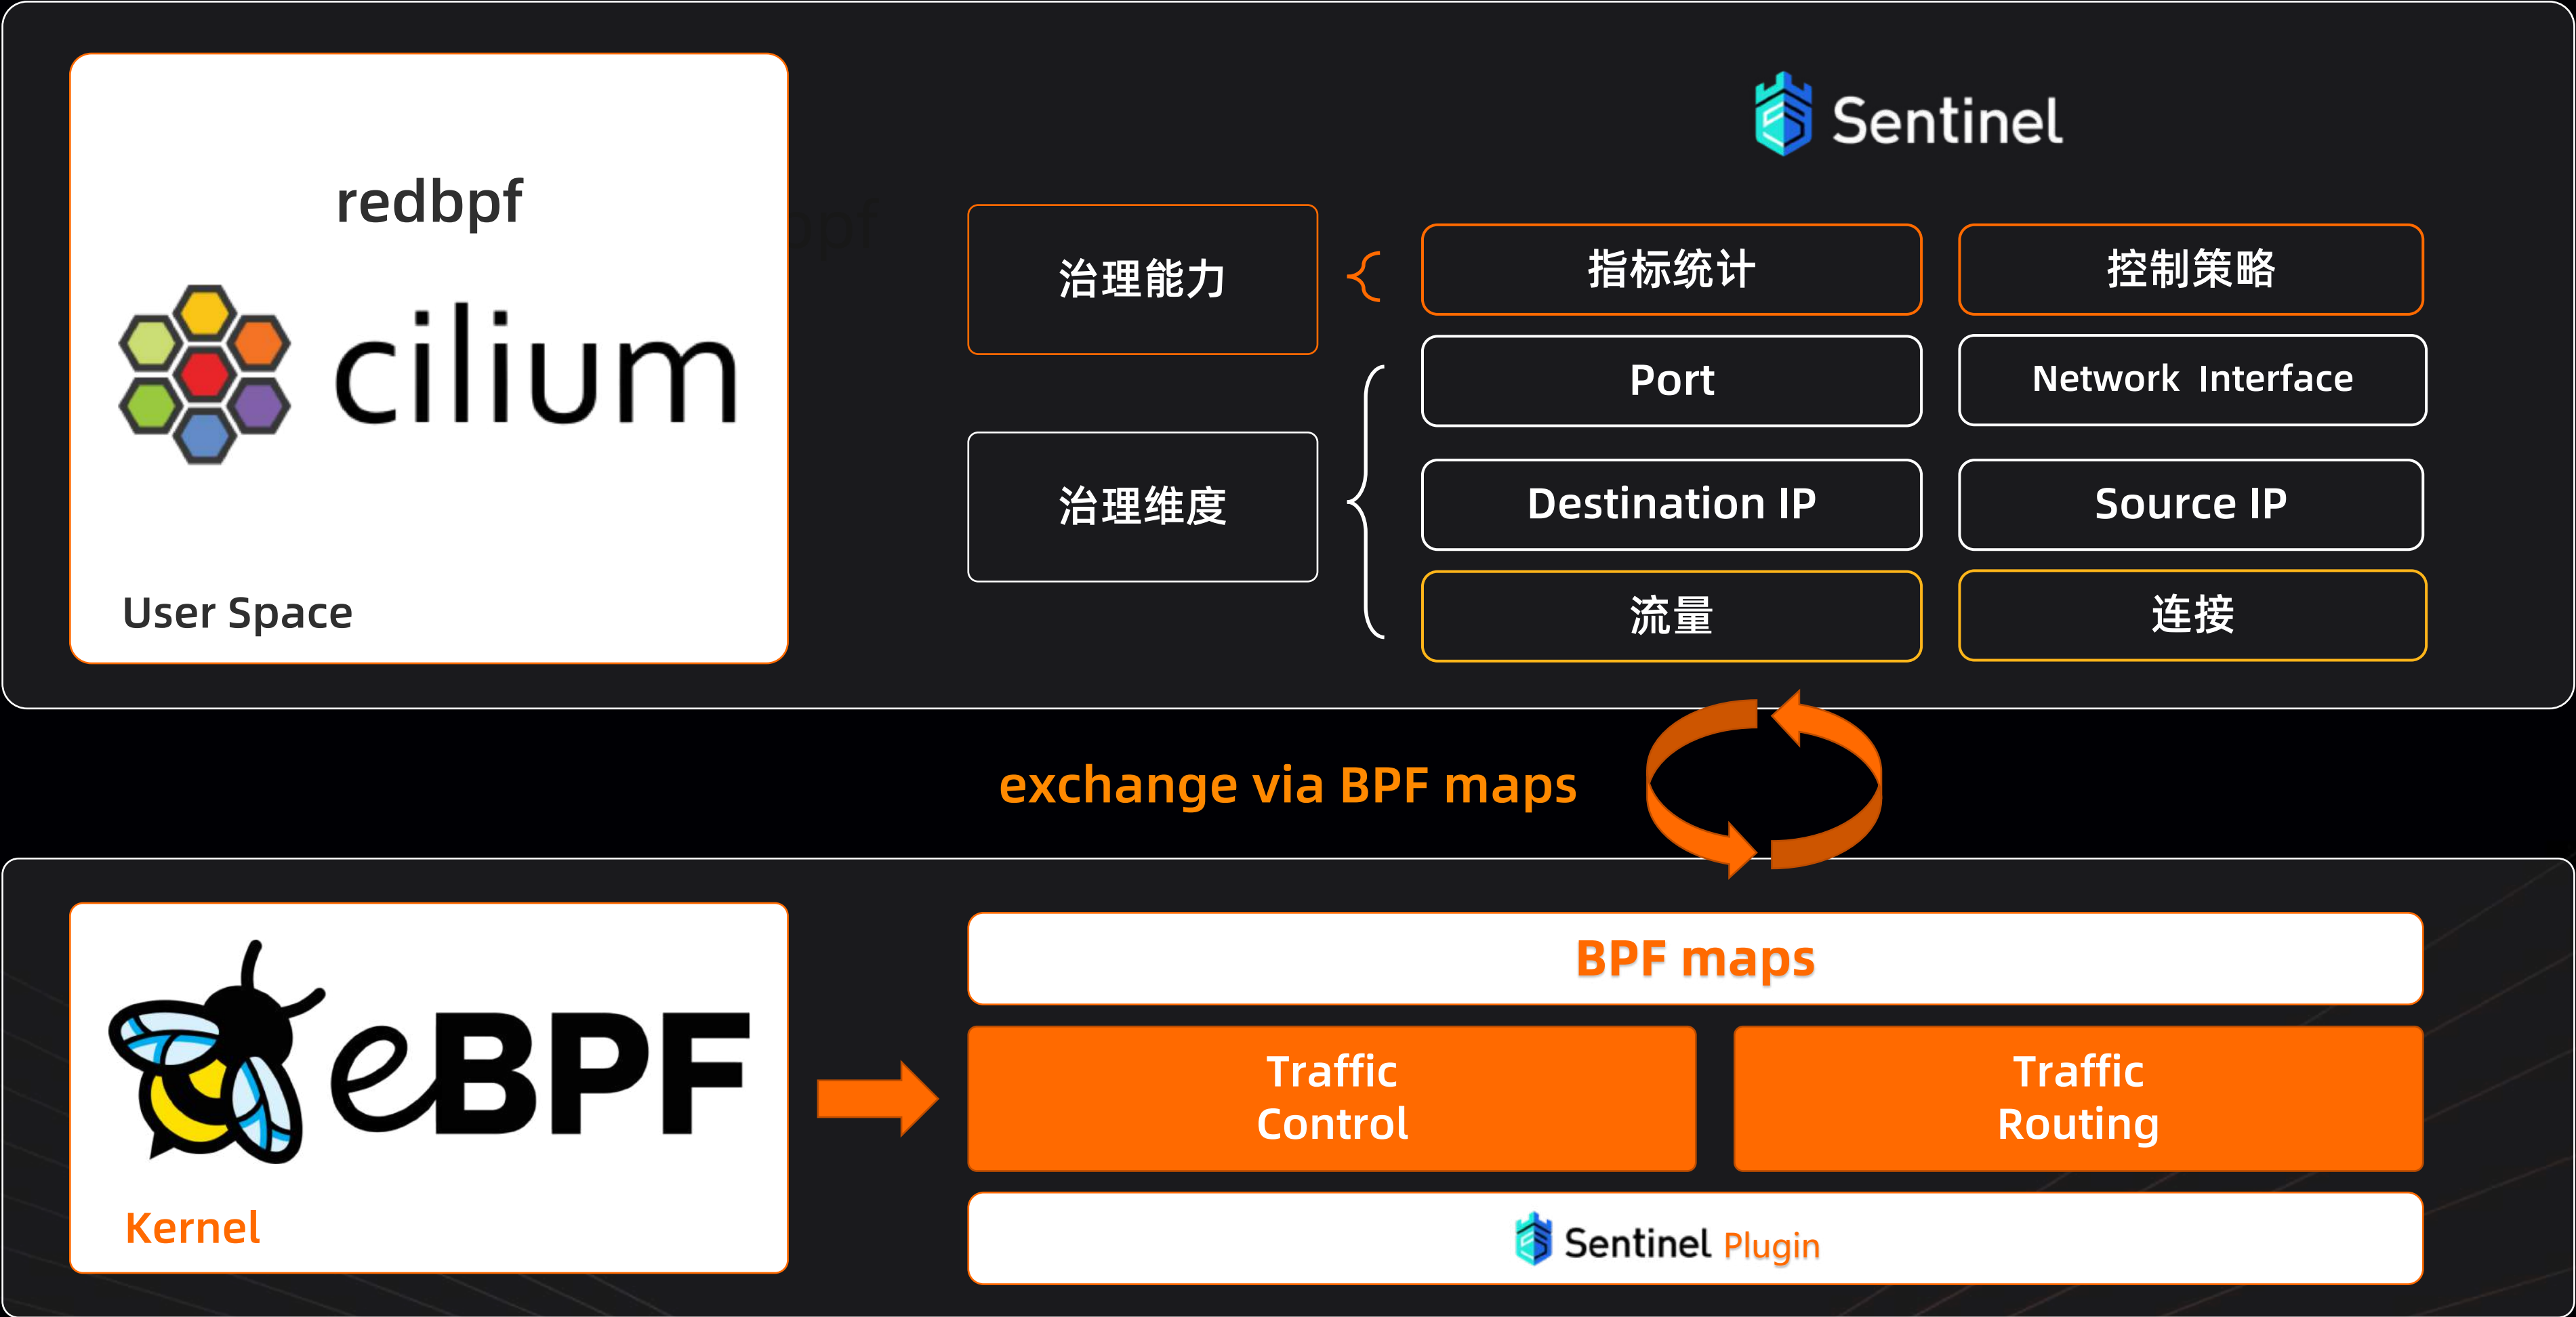 redbpf
cilium
User Space
Sentinel
治理能力
指标统计
控制策略
治理维度
Port
Network Interface
Destination IP
Source IP
流量
连接
exchange via BPF maps
eBPF
Kernel
BPF maps
Traffic
Control
Traffic
Routing
Sentinel Plugin